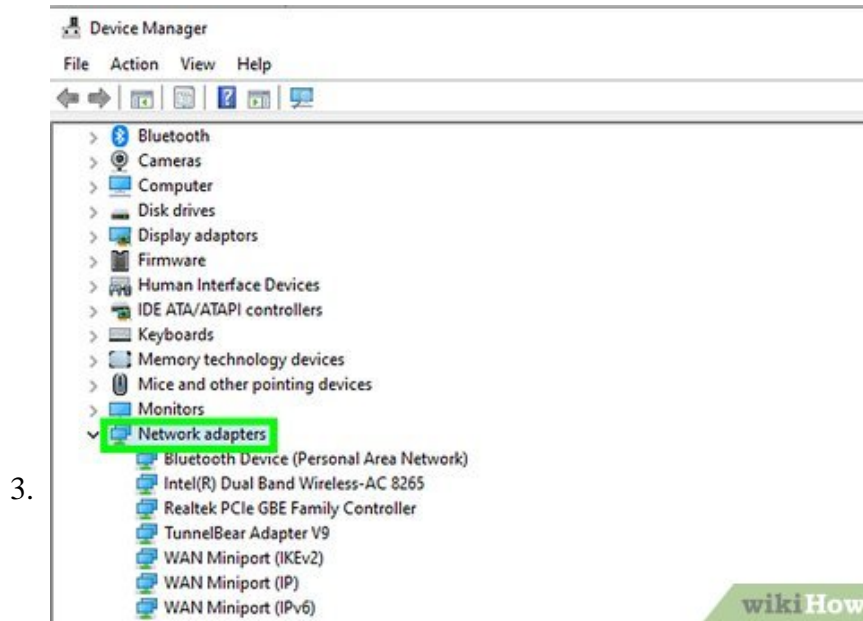 Device Manager
File Action View Help
Bluetooth
Cameras
Computer
Disk drives
Display adaptors
Firmware
Human Interface Devices
IDE ATA/ATAPI controllers
Keyboards
Memory technology devices
Mice and other pointing devices
Monitors
Network adapters
Bluetooth Device (Personal Area Network)
3.
Intel(R) Dual Band Wireless-AC 8265
Realtek PCIe GBE Family Controller
TunnelBear Adapter V9
WAN Miniport (IKEv2)
WAN Miniport (IP)
WAN Miniport (IPv6)
wikiHow